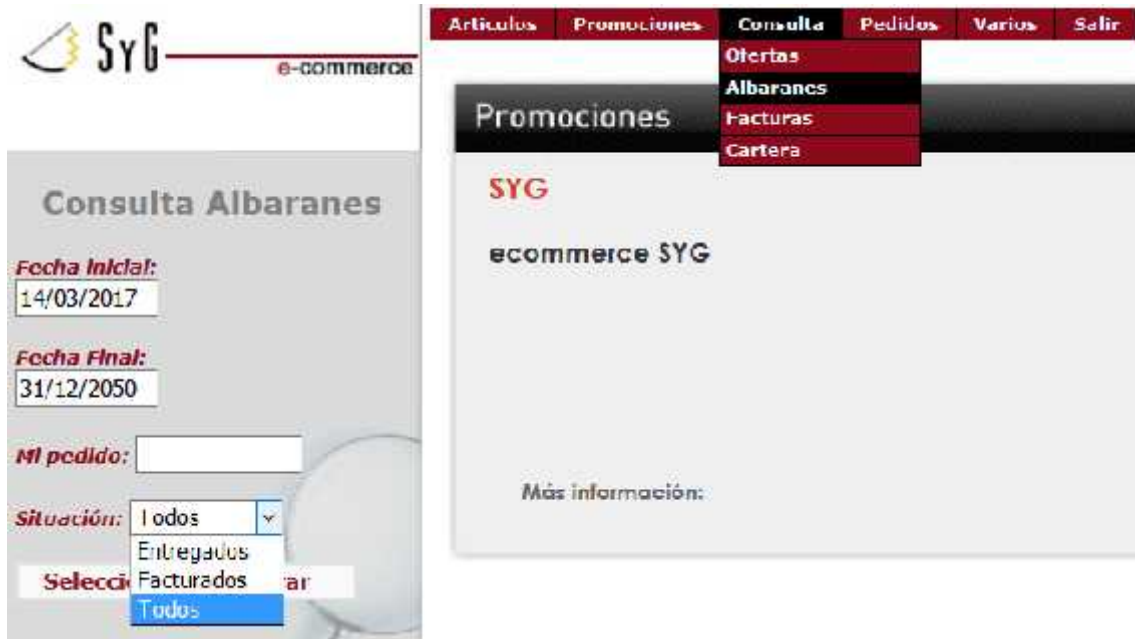 SyG
e-commerce
Articulos Promociones Consulta Pedidos Varios Salir
Ofertas
Albaranes
Facturas
Cartera
Promociones
SYG
ecommerce SYG
Más información:
Consulta Albaranes
Fecha inicial:
14/03/2017
Fecha Final:
31/12/2050
Mi pedido:
Situación: Todos
Entregados
Facturados
Todos